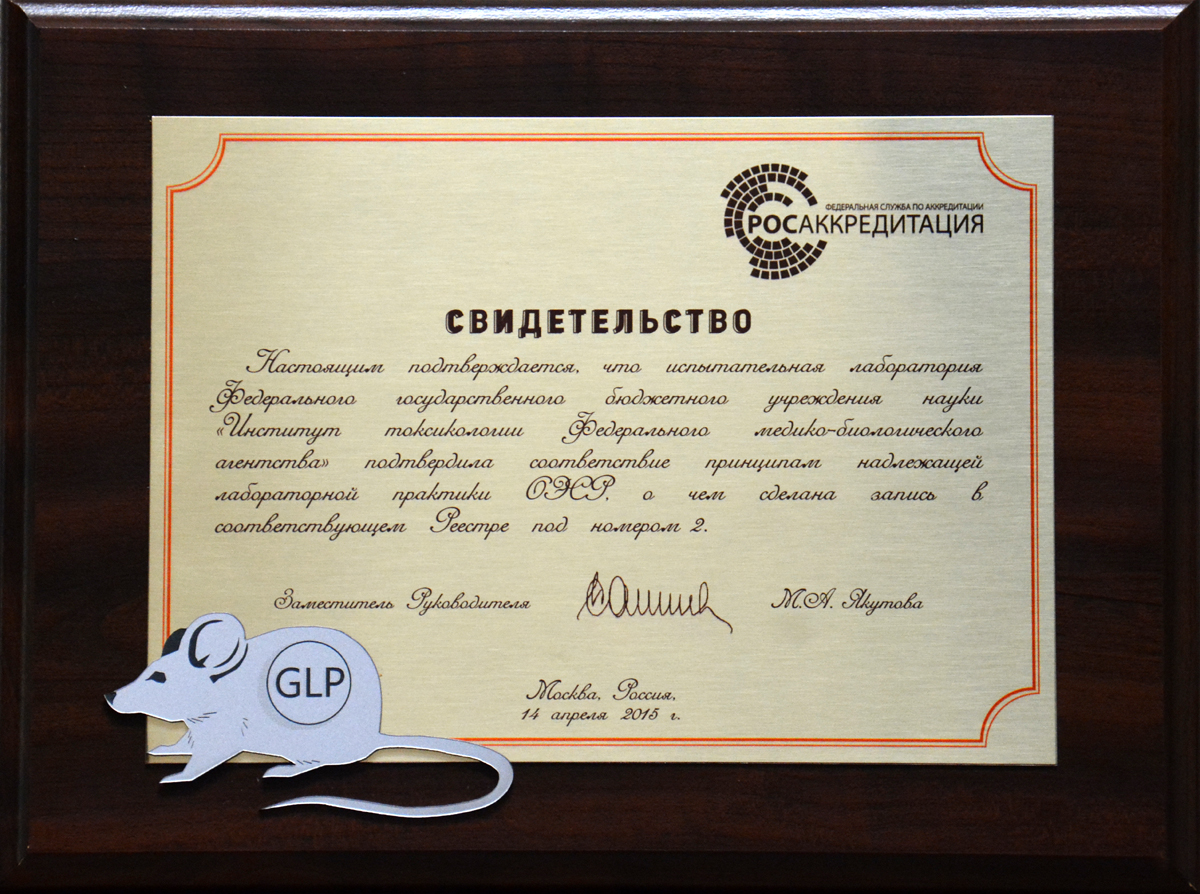 ФЕДЕРАЛЬНАЯ СЛУЖБА ПО АККРЕДИТАЦИИ
РОСАККРЕДИТАЦИЯ
СВИДЕТЕЛЬСТВО
Настоящим подтверждается, что испытательная лаборатория
Федерального государственного бюджетного учреждения науки
«Институт токсикологии Федерального медико-биологического
агентства» подтвердила соответствие принципам надлежащей
лабораторной практики ОЭСР, о чем сделана запись в
соответствующем Реестре под номером 2.
Заместитель Руководителя М.А. Якутова
GLP
Москва, Россия,
14 апреля 2015 г.